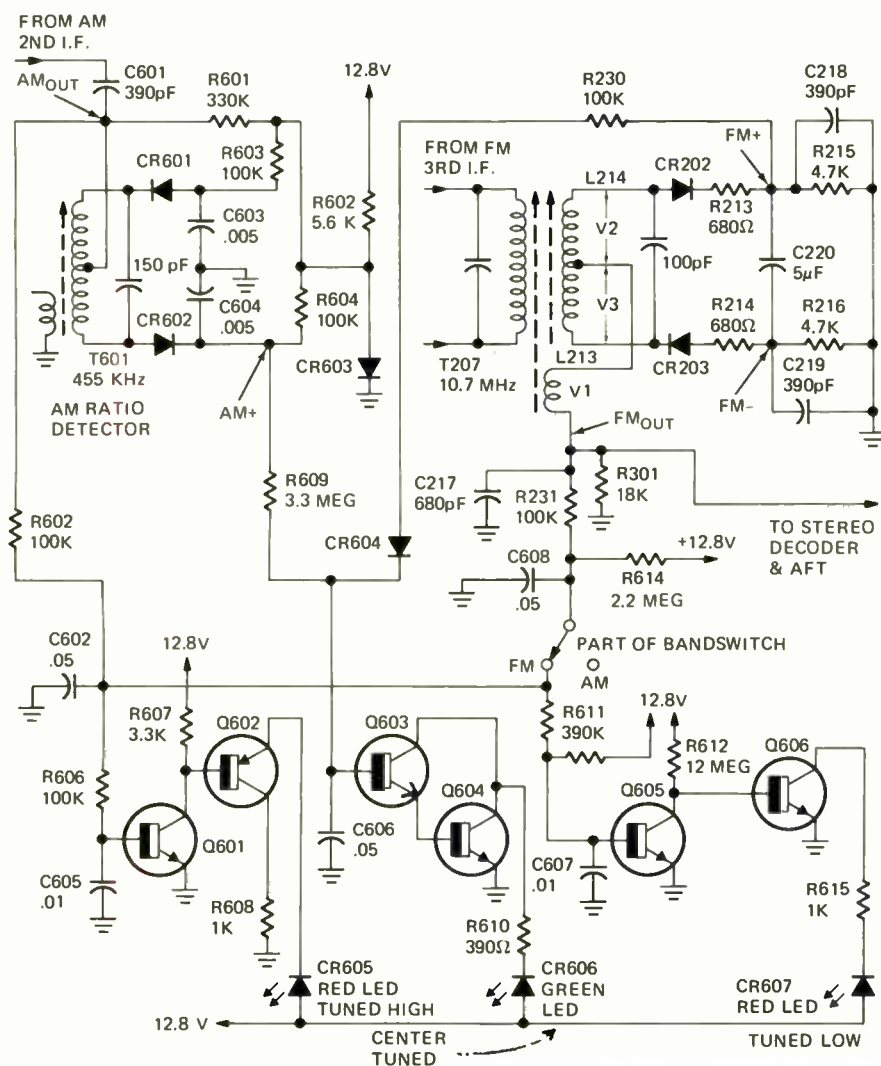 FROM AM
2ND I.F.
AMOUT
C601
390pF
R601
330K
12.8V
R230
100K
C218
390pF
FM+
R215
4.7K
CR601
R603
100K
R602
5.6 K
C603
.005
150 pF
C604
.005
R604
100K
CR602
CR603
T601
455 KHz
AM RATIO
DETECTOR
AM+
FROM FM
3RD I.F.
L214
CR202
R213
680Ω
V2
100pF
C220
5µF
V3
R214
680Ω
R216
4.7K
CR203
C219
390pF
FM-
T207
10.7 MHz
L213
V1
FMOUT
R609
3.3 MEG
C217
680pF
R231
100K
R301
18K
TO STEREO
DECODER
& AFT
R602
100K
CR604
C608
.05
+12.8V
R614
2.2 MEG
PART OF BANDSWITCH
FM
AM
C602
.05
12.8V
R607
3.3K
Q602
Q603
R611
390K
12.8V
R612
12 MEG
Q606
R606
100K
Q601
Q604
Q605
C605
.01
C606
.05
C607
.01
R608
1K
R610
390Ω
R615
1K
CR605
RED LED
TUNED HIGH
CR606
GREEN
LED
CR607
RED LED
12.8 V
CENTER
TUNED
TUNED LOW